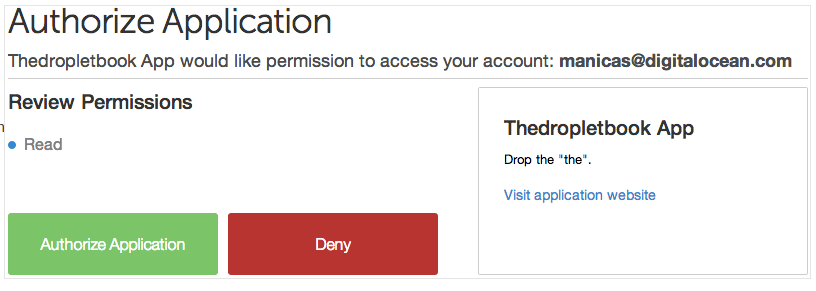 Authorize Application
Thedropletbook App would like permission to access your account: manicas@digitalocean.com
Review Permissions
Read
Authorize Application
Deny
Thedropletbook App
Drop the "the".
Visit application website